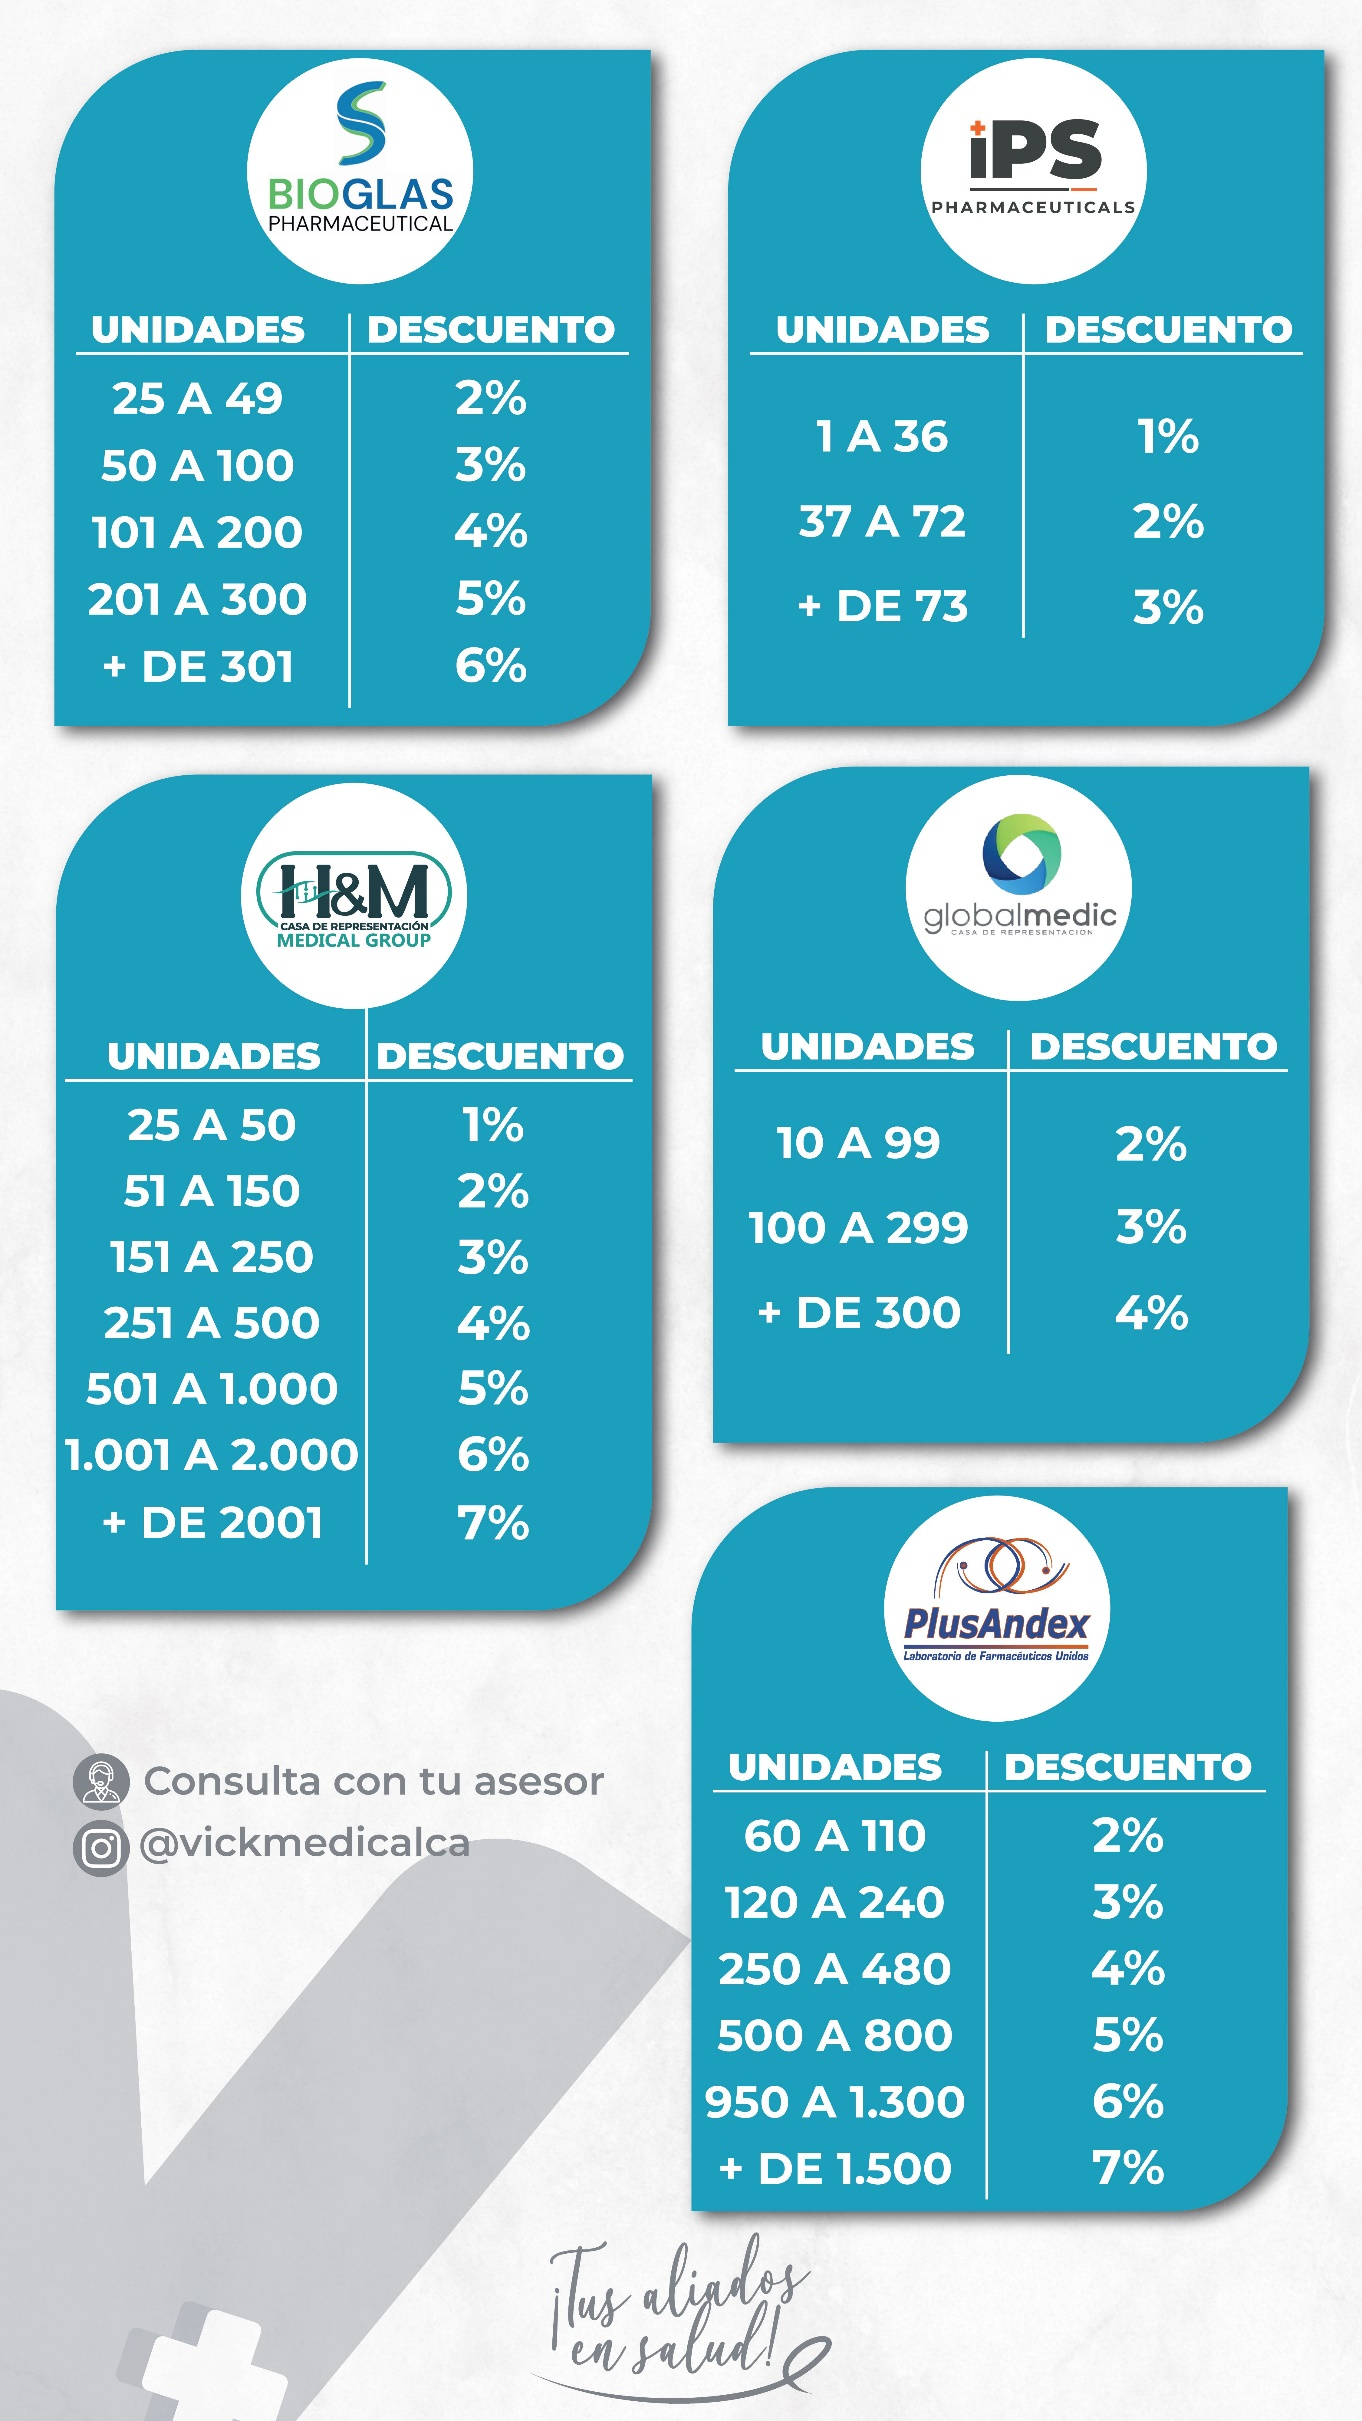 BIOGLAS
PHARMACEUTICAL
UNIDADES DESCUENTO
25 A 49 2%
50 A 100 3%
101 A 200 4%
201 A 300 5%
+ DE 301 6%
iPS
PHARMACEUTICALS
UNIDADES DESCUENTO
1 A 36 1%
37 A 72 2%
+ DE 73 3%
H&M
CASA DE REPRESENTACIÓN
MEDICAL GROUP
UNIDADES DESCUENTO
25 A 50 1%
51 A 150 2%
151 A 250 3%
251 A 500 4%
501 A 1.000 5%
1.001 A 2.000 6%
+ DE 2001 7%
globalmedic
CASA DE REPRESENTACIÓN
UNIDADES DESCUENTO
10 A 99 2%
100 A 299 3%
+ DE 300 4%
PlusAndex
Laboratorio de Farmacéuticos Unidos
UNIDADES DESCUENTO
60 A 110 2%
120 A 240 3%
250 A 480 4%
500 A 800 5%
950 A 1.300 6%
+ DE 1.500 7%
Consulta con tu asesor
@vickmedicalca
¡Tus aliados
en salud!